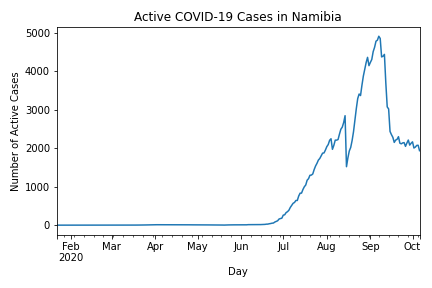 Active COVID-19 Cases in Namibia
Number of Active Cases
5000
4000
3000
2000
1000
0
Feb Mar Apr May Jun Jul Aug Sep Oct
2020
Day